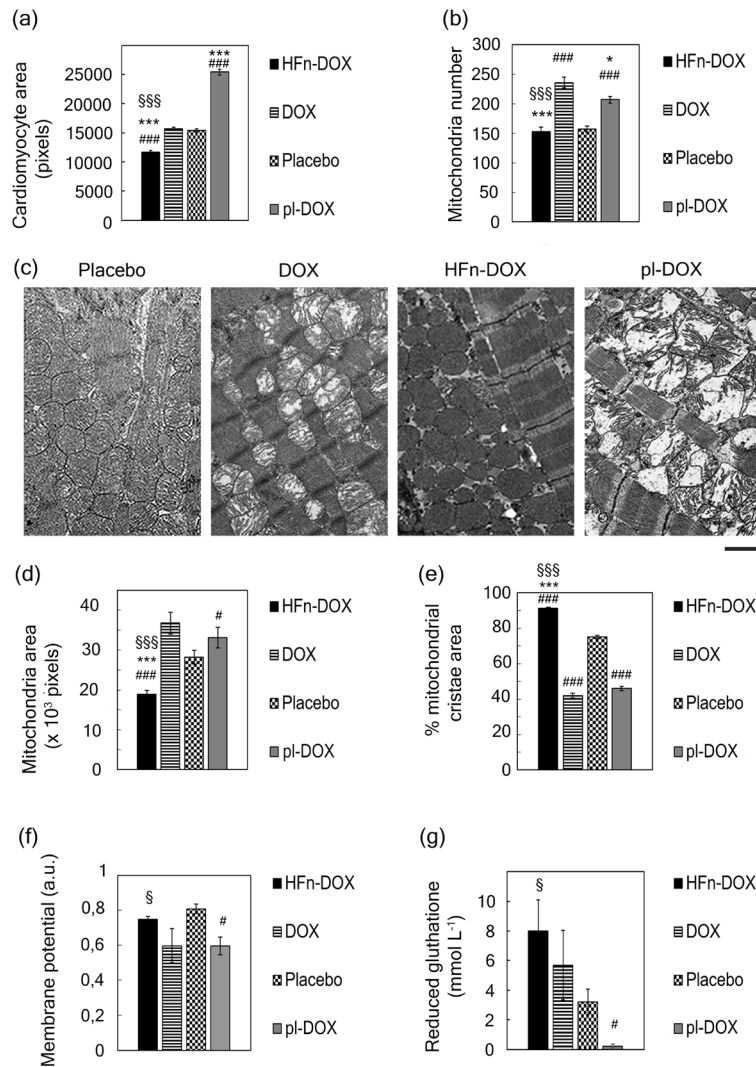 (a)
Cardiomyocyte area
(pixels)
25000
20000
15000
10000
5000
0
§§§
***
###
***
###
HFn-DOX
DOX
Placebo
pl-DOX
(b)
Mitochondria number
300
250
200
150
100
50
0
§§§
***
###
*
###
HFn-DOX
DOX
Placebo
pl-DOX
(c)
Placebo
DOX
HFn-DOX
pl-DOX
(d)
Mitochondria area
(x 10³ pixels)
40
30
20
10
0
§§§
***
###
#
HFn-DOX
DOX
Placebo
pl-DOX
(e)
% mitochondrial
cristae area
100
80
60
40
20
0
§§§
***
###
###
###
HFn-DOX
DOX
Placebo
pl-DOX
(f)
Membrane potential (a.u.)
1
0,8
0,6
0,4
0,2
0
§
#
HFn-DOX
DOX
Placebo
pl-DOX
(g)
Reduced gluthatione
(mmol L⁻¹)
8
6
4
2
0
§
#
HFn-DOX
DOX
Placebo
pl-DOX